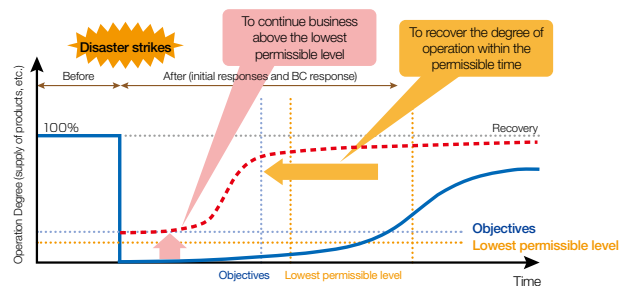 Disaster strikes
To continue business
above the lowest
permissible level
To recover the degree of
operation within the
permissible time
Before
After (initial responses and BC response)
Operation Degree (supply of products, etc.)
100%
Recovery
Objectives
Lowest permissible level
Objectives
Lowest permissible level
Time